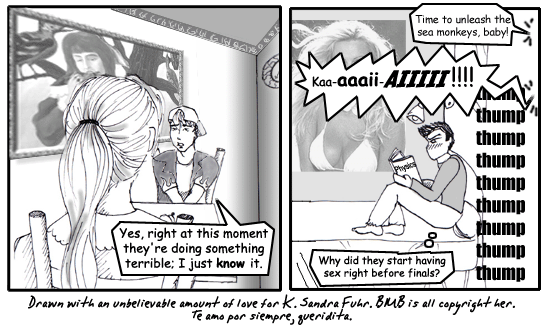 Yes, right at this moment
they're doing something
terrible; I just know it.
Time to unleash the
sea monkeys, baby!
Kaa-aaaii-AIIIII!!!!
thump
thump
thump
thump
thump
thump
thump
thump
thump
Physics
Why did they start having
sex right before finals?
Drawn with an unbelievable amount of love for K. Sandra Fuhr. BMB is all copyright her.
Te amo por siempre, queridita.